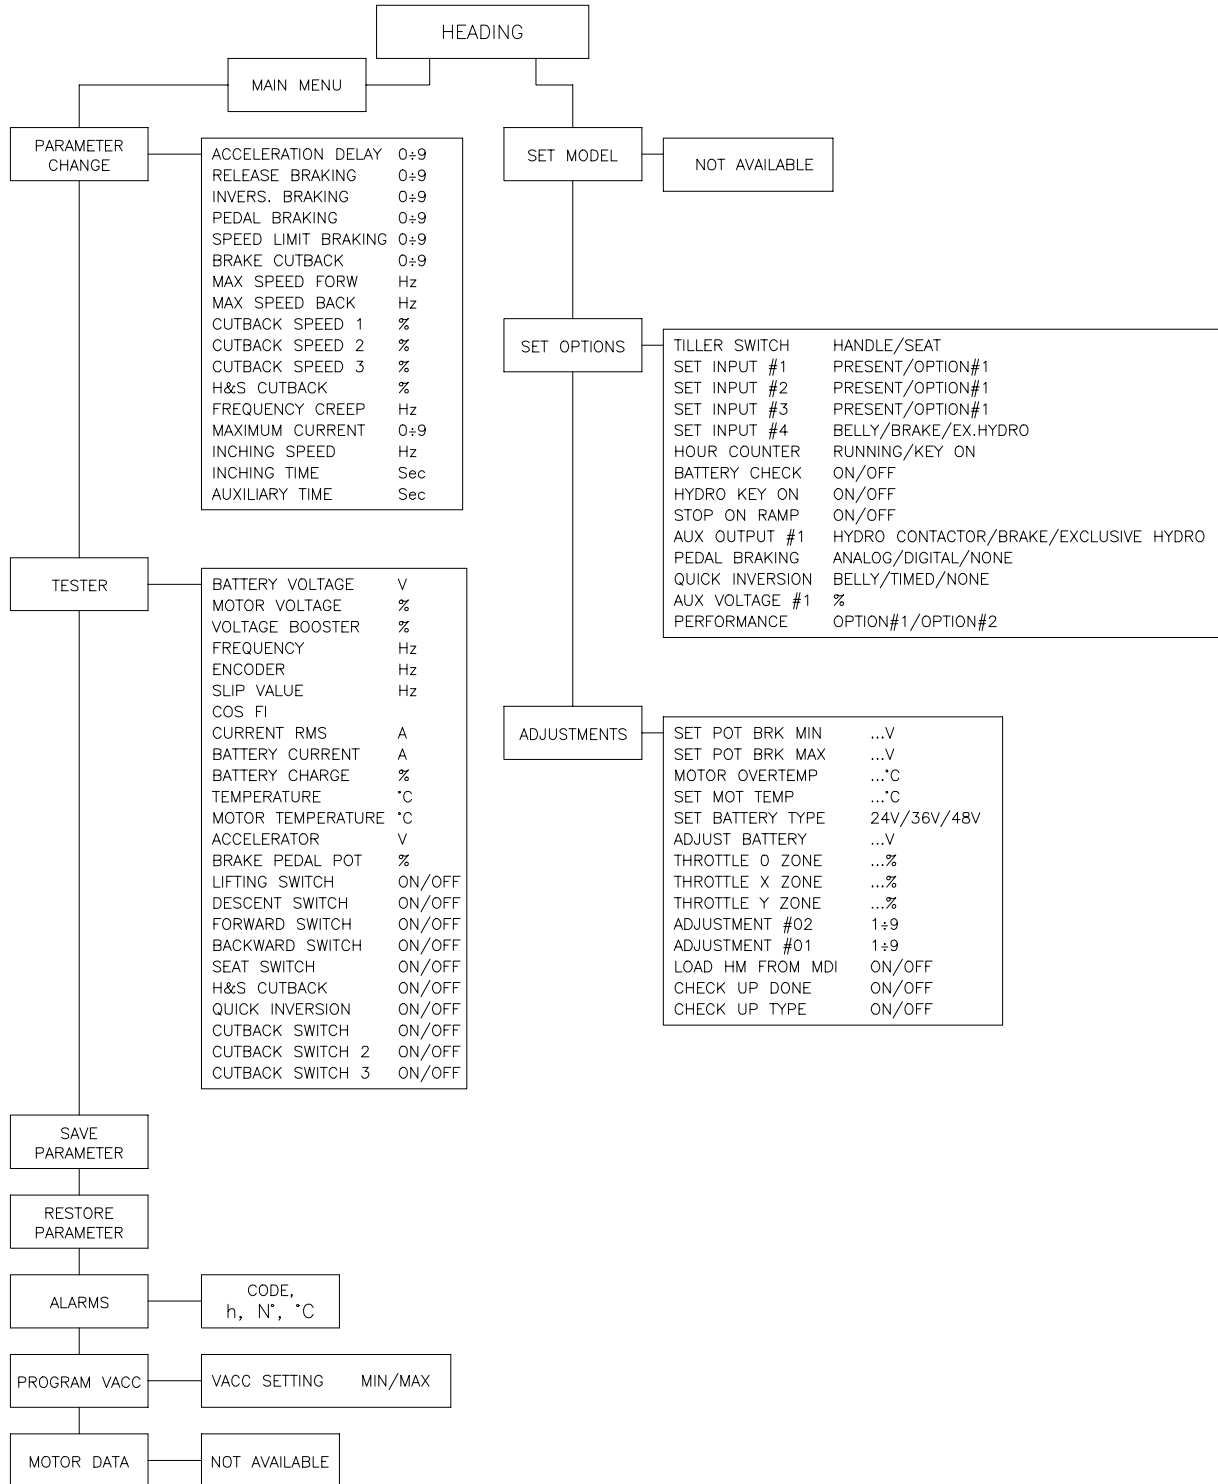 HEADING
MAIN MENU
PARAMETER
CHANGE
ACCELERATION DELAY 0÷9
RELEASE BRAKING 0÷9
INVERS. BRAKING 0÷9
PEDAL BRAKING 0÷9
SPEED LIMIT BRAKING 0÷9
BRAKE CUTBACK 0÷9
MAX SPEED FORW Hz
MAX SPEED BACK Hz
CUTBACK SPEED 1 %
CUTBACK SPEED 2 %
CUTBACK SPEED 3 %
H&S CUTBACK %
FREQUENCY CREEP Hz
MAXIMUM CURRENT 0÷9
INCHING SPEED Hz
INCHING TIME Sec
AUXILIARY TIME Sec
TESTER
BATTERY VOLTAGE V
MOTOR VOLTAGE %
VOLTAGE BOOSTER %
FREQUENCY Hz
ENCODER Hz
SLIP VALUE Hz
COS FI
CURRENT RMS A
BATTERY CURRENT A
BATTERY CHARGE %
TEMPERATURE °C
MOTOR TEMPERATURE °C
ACCELERATOR V
BRAKE PEDAL POT %
LIFTING SWITCH ON/OFF
DESCENT SWITCH ON/OFF
FORWARD SWITCH ON/OFF
BACKWARD SWITCH ON/OFF
SEAT SWITCH ON/OFF
H&S CUTBACK ON/OFF
QUICK INVERSION ON/OFF
CUTBACK SWITCH ON/OFF
CUTBACK SWITCH 2 ON/OFF
CUTBACK SWITCH 3 ON/OFF
SAVE
PARAMETER
RESTORE
PARAMETER
ALARMS
CODE,
h, N°, °C
PROGRAM VACC
VACC SETTING MIN/MAX
MOTOR DATA
NOT AVAILABLE
SET MODEL
NOT AVAILABLE
SET OPTIONS
TILLER SWITCH HANDLE/SEAT
SET INPUT #1 PRESENT/OPTION#1
SET INPUT #2 PRESENT/OPTION#1
SET INPUT #3 PRESENT/OPTION#1
SET INPUT #4 BELLY/BRAKE/EX.HYDRO
HOUR COUNTER RUNNING/KEY ON
BATTERY CHECK ON/OFF
HYDRO KEY ON ON/OFF
STOP ON RAMP ON/OFF
AUX OUTPUT #1 HYDRO CONTACTOR/BRAKE/EXCLUSIVE HYDRO
PEDAL BRAKING ANALOG/DIGITAL/NONE
QUICK INVERSION BELLY/TIMED/NONE
AUX VOLTAGE #1 %
PERFORMANCE OPTION#1/OPTION#2
ADJUSTMENTS
SET POT BRK MIN ...V
SET POT BRK MAX ...V
MOTOR OVERTEMP ...°C
SET MOT TEMP ...°C
SET BATTERY TYPE 24V/36V/48V
ADJUST BATTERY ...V
THROTTLE 0 ZONE ...%
THROTTLE X ZONE ...%
THROTTLE Y ZONE ...%
ADJUSTMENT #02 1÷9
ADJUSTMENT #01 1÷9
LOAD HM FROM MDI ON/OFF
CHECK UP DONE ON/OFF
CHECK UP TYPE ON/OFF